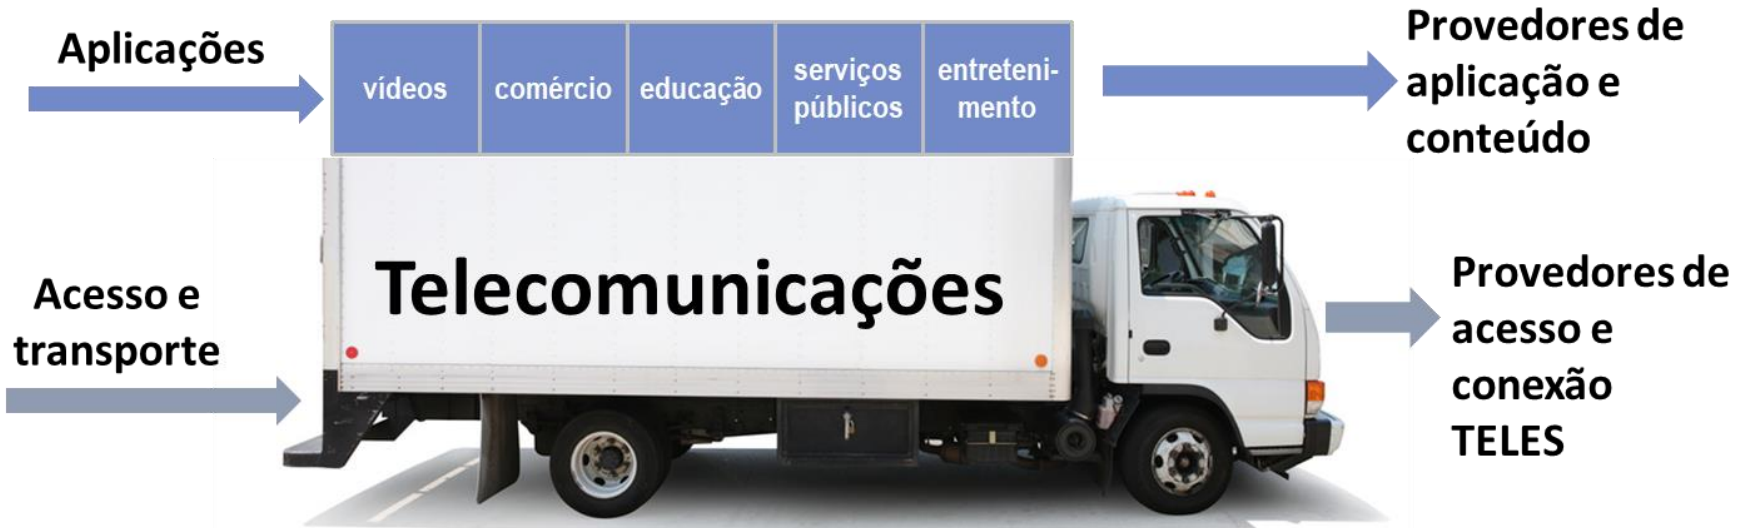 Aplicações
vídeos
comércio
educação
serviços
públicos
entreteni-
mento
Provedores de
aplicação e
conteúdo
Acesso e
transporte
Telecomunicações
Provedores de
acesso e
conexão
TELES